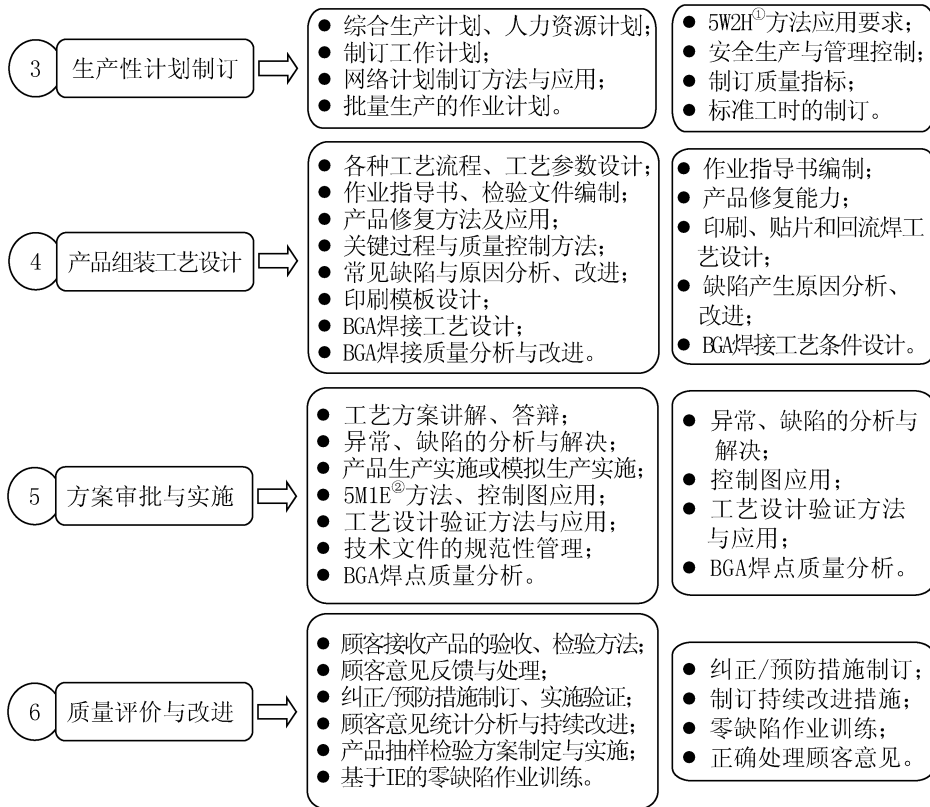 3
生产性计划制订
● 综合生产计划、人力资源计划；
● 制订工作计划；
● 网络计划制订方法与应用；
● 批量生产的作业计划。
● 5W2H①方法应用要求；
● 安全生产与管理控制；
● 制订质量指标；
● 标准工时的制订。
4
产品组装工艺设计
● 各种工艺流程、工艺参数设计；
● 作业指导书、检验文件编制；
● 产品修复方法及应用；
● 关键过程与质量控制方法；
● 常见缺陷与原因分析、改进；
● 印刷模板设计；
● BGA焊接工艺设计；
● BGA焊接质量分析与改进。
● 作业指导书编制；
● 产品修复能力；
● 印刷、贴片和回流焊工
艺设计；
● 缺陷产生原因分析、
改进；
● BGA焊接工艺条件设计。
5
方案审批与实施
● 工艺方案讲解、答辩；
● 异常、缺陷的分析与解决；
● 产品生产实施或模拟生产实施；
● 5M1E②方法、控制图应用；
● 工艺设计验证方法与应用；
● 技术文件的规范性管理；
● BGA焊点质量分析。
● 异常、缺陷的分析与
解决；
● 控制图应用；
● 工艺设计验证方法
与应用；
● BGA焊点质量分析。
6
质量评价与改进
● 顾客接收产品的验收、检验方法；
● 顾客意见反馈与处理；
● 纠正/预防措施制订、实施验证；
● 顾客意见统计分析与持续改进；
● 产品抽样检验方案制定与实施；
● 基于IE的零缺陷作业训练。
● 纠正/预防措施制订；
● 制订持续改进措施；
● 零缺陷作业训练；
● 正确处理顾客意见。